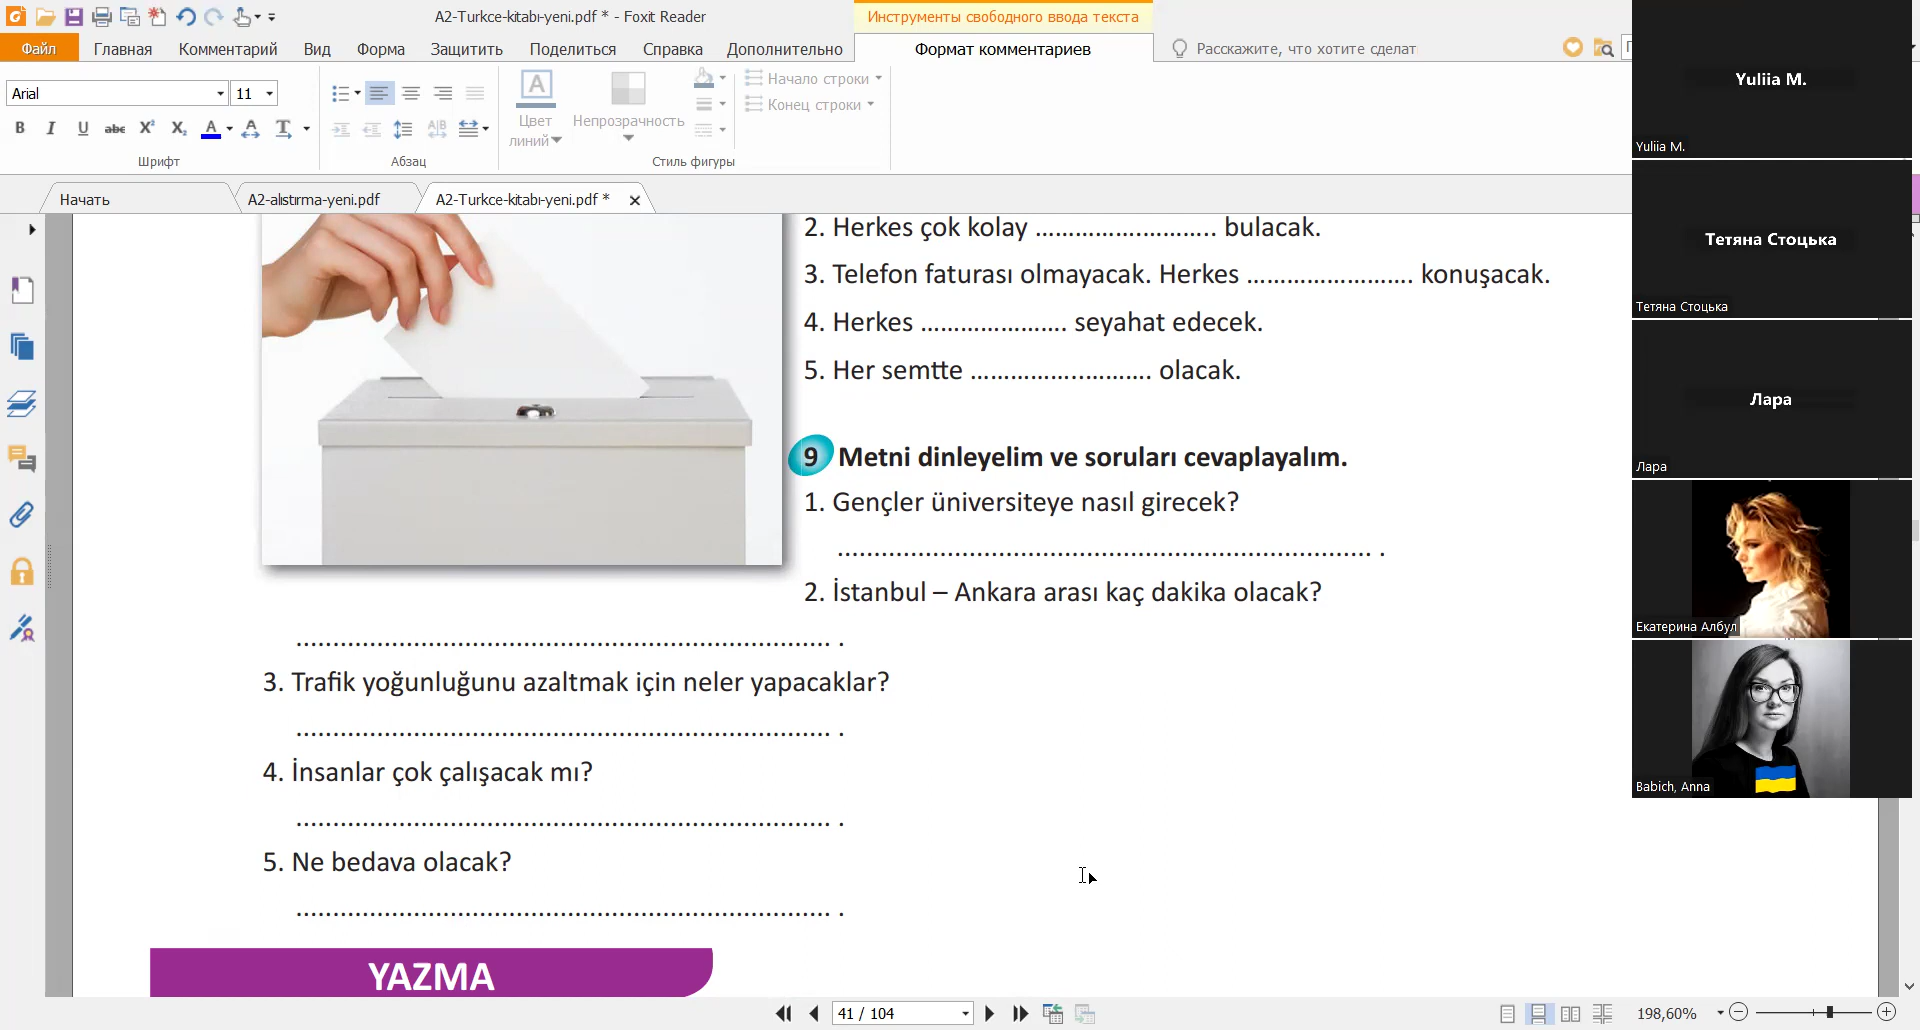 A2-Turkce-kitabı-yeni.pdf * - Foxit Reader
Инструменты свободного ввода текста
Файл
Главная
Комментарий
Вид
Форма
Защитить
Поделиться
Справка
Дополнительно
Формат комментариев
Расскажите, что хотите сделат
Arial
11
Шрифт
Абзац
Цвет линий
Непрозрачность
Начало строки
Конец строки
Стиль фигуры
Начать
A2-alıstırma-yeni.pdf
A2-Turkce-kitabı-yeni.pdf *
2. Herkes çok kolay ........................... bulacak.
3. Telefon faturası olmayacak. Herkes ......................... konuşacak.
4. Herkes ...................... seyahat edecek.
5. Her semtte ........................... olacak.
9 Metni dinleyelim ve soruları cevaplayalım.
1. Gençler üniversiteye nasıl girecek?
......................................................................... .
2. İstanbul – Ankara arası kaç dakika olacak?
......................................................................... .
3. Trafik yoğunluğunu azaltmak için neler yapacaklar?
......................................................................... .
4. İnsanlar çok çalışacak mı?
......................................................................... .
5. Ne bedava olacak?
......................................................................... .
YAZMA
Yuliia M.
Yuliia M.
Тетяна Стоцька
Тетяна Стоцька
Лара
Лара
Екатерина Албул
Babich, Anna
41 / 104
198,60%